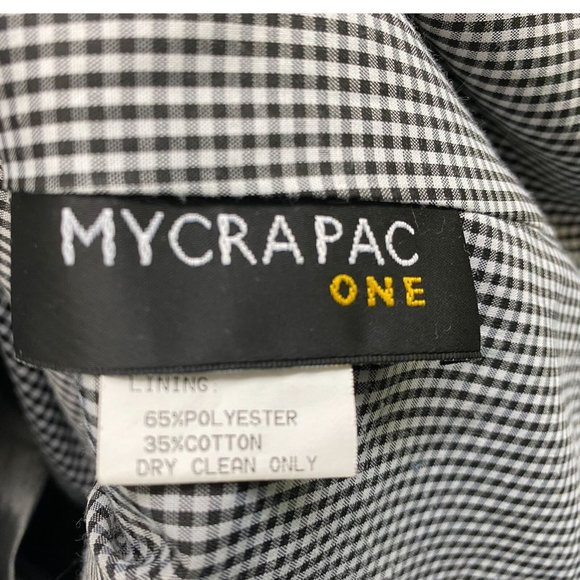 MYCRAPAC
ONE
LINING:
65%POLYESTER
35%COTTON
DRY CLEAN ONLY